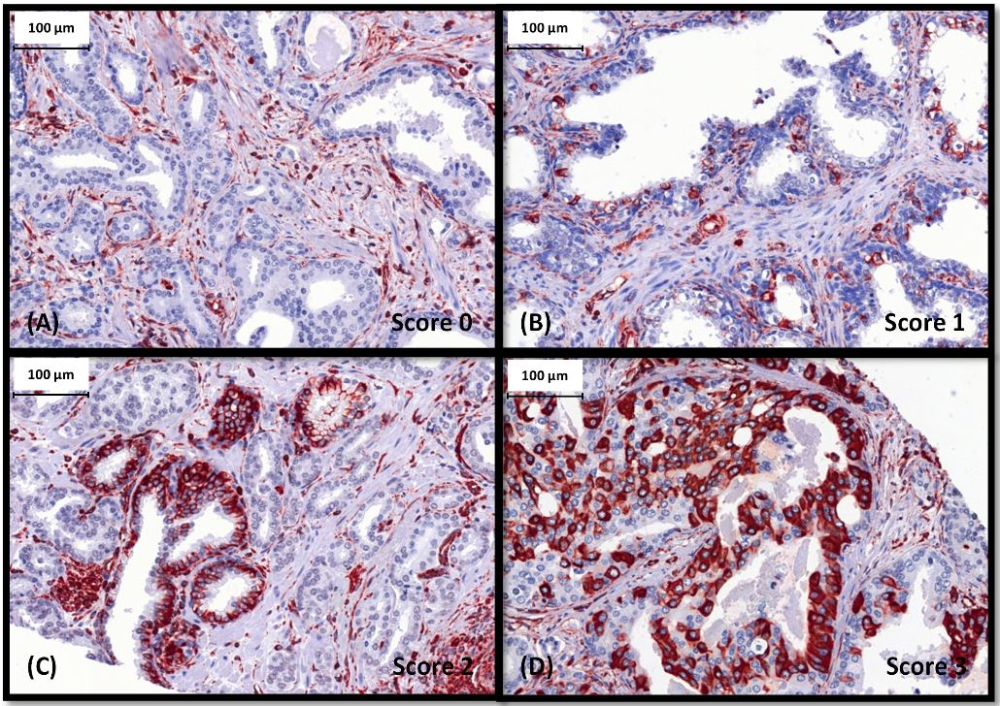 100 µm
(A)
Score 0
100 µm
(B)
Score 1
100 µm
(C)
Score 2
100 µm
(D)
Score 3